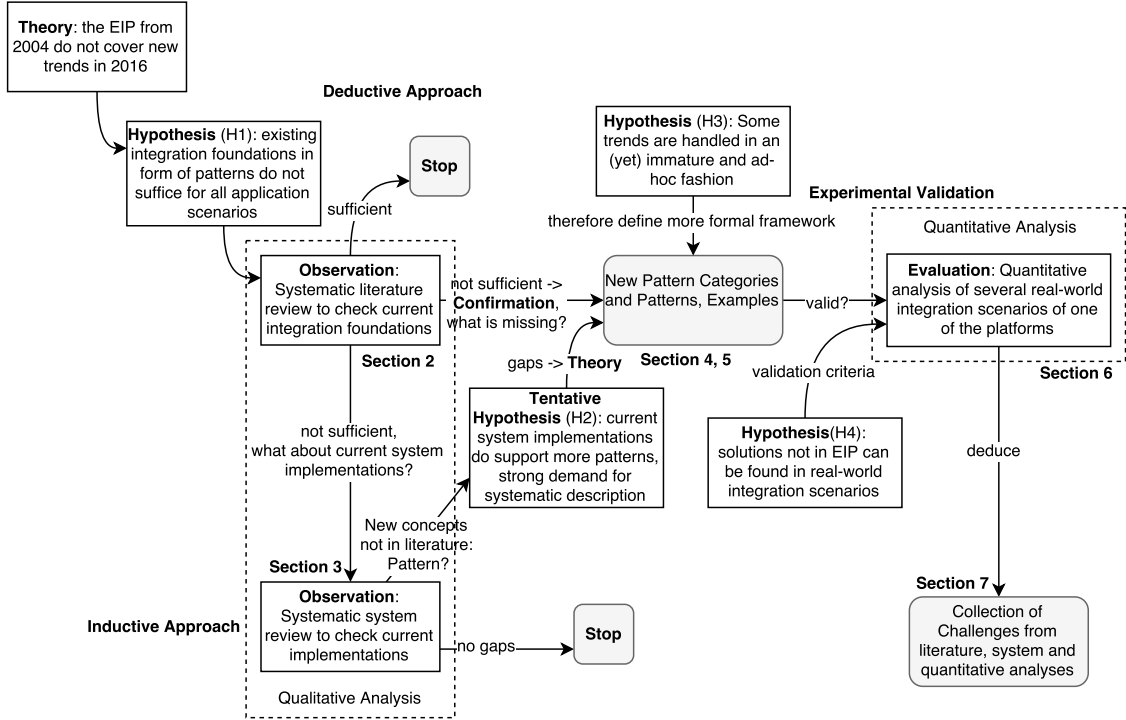 Theory: the EIP from
2004 do not cover new
trends in 2016
Deductive Approach
Hypothesis (H1): existing
integration foundations in
form of patterns do not
suffice for all application
scenarios
Stop
sufficient
Hypothesis (H3): Some
trends are handled in an
(yet) immature and ad-
hoc fashion
therefore define more formal framework
Experimental Validation
Quantitative Analysis
Observation:
Systematic literature
review to check current
integration foundations
Section 2
not sufficient ->
Confirmation,
what is missing?
New Pattern Categories
and Patterns, Examples
Section 4, 5
valid?
Evaluation: Quantitative
analysis of several real-world
integration scenarios of one
of the platforms
Section 6
gaps -> Theory
validation criteria
Tentative
Hypothesis (H2): current
system implementations
do support more patterns,
strong demand for
systematic description
Hypothesis(H4):
solutions not in EIP can
be found in real-world
integration scenarios
not sufficient,
what about current system
implementations?
deduce
New concepts
not in literature:
Pattern?
Section 3
Observation:
Systematic system
review to check current
implementations
Inductive Approach
no gaps
Stop
Qualitative Analysis
Section 7
Collection of
Challenges from
literature, system and
quantitative analyses